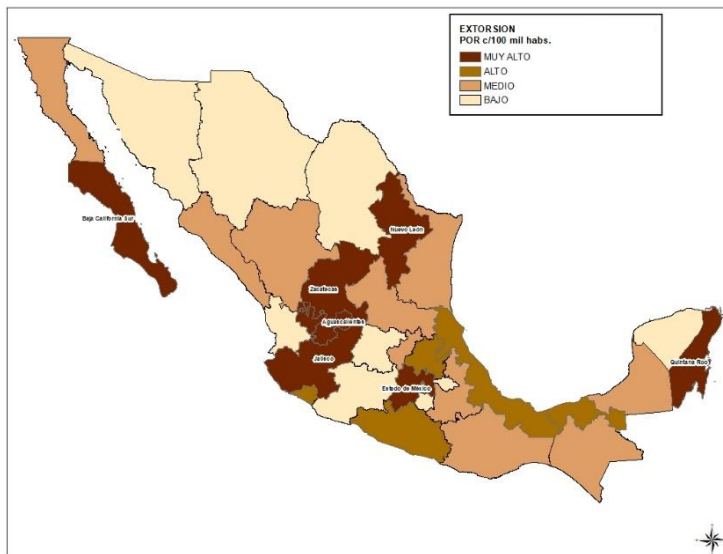 EXTORSION
POR c/100 mil habs.
MUY ALTO
ALTO
MEDIO
BAJO
Baja California Sur
Nuevo León
Zacatecas
Aguascalientes
Jalisco
Quintana Roo
Estado de México